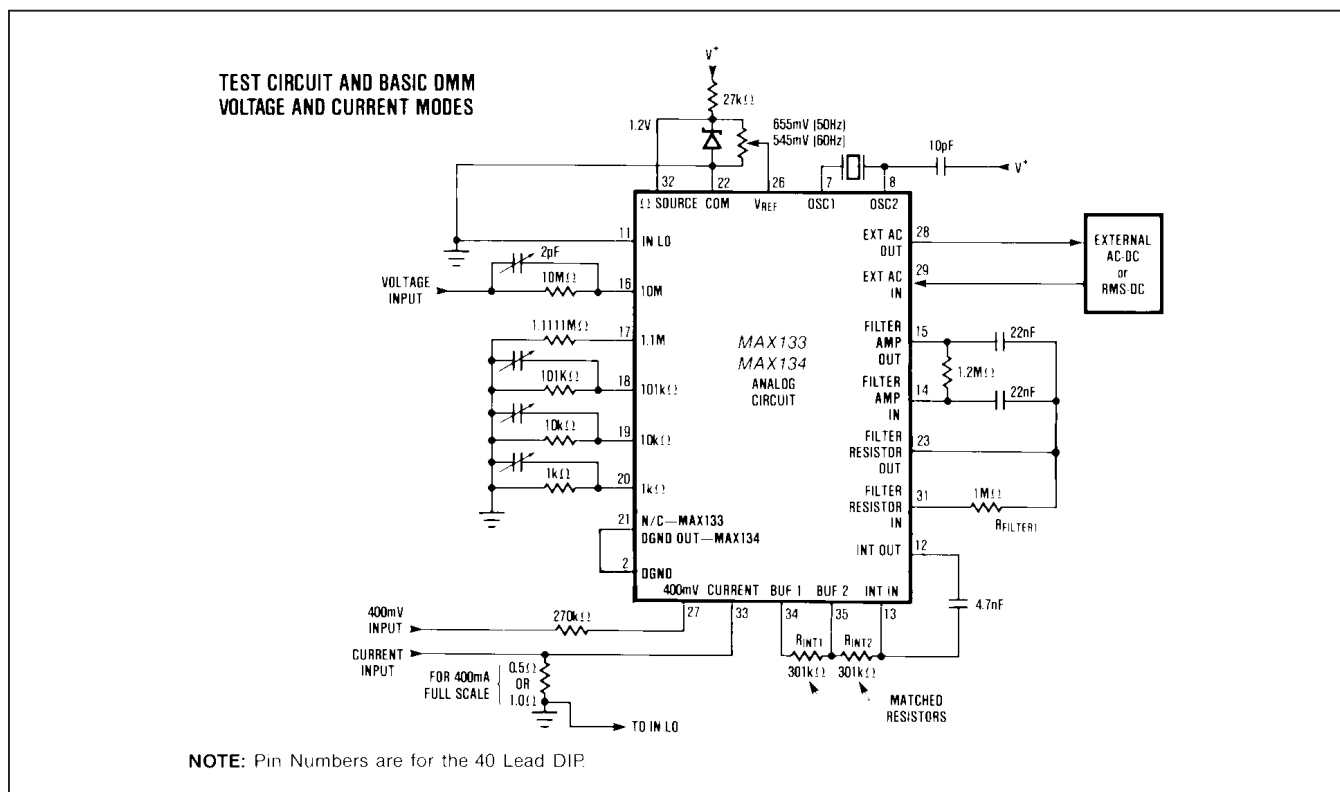 TEST CIRCUIT AND BASIC DMM
VOLTAGE AND CURRENT MODES
V+
27kΩ
1.2V
655mV (50Hz)
545mV (60Hz)
10pF
V+
32
22
26
7
8
Ω SOURCE
COM
VREF
OSC1
OSC2
11
IN LO
2pF
VOLTAGE
INPUT
10MΩ
16
10M
1.1111MΩ
17
1.1M
101KΩ
18
101kΩ
10kΩ
19
10kΩ
1kΩ
20
1kΩ
21
N/C—MAX133
DGND OUT—MAX134
2
DGND
MAX133
MAX134
ANALOG
CIRCUIT
EXT AC
OUT
28
EXT AC
IN
29
EXTERNAL
AC-DC
or
RMS-DC
FILTER
AMP
OUT
15
22nF
1.2MΩ
FILTER
AMP
IN
14
22nF
FILTER
RESISTOR
OUT
23
FILTER
RESISTOR
IN
31
1MΩ
RFILTER1
INT OUT
12
4.7nF
400mV
CURRENT
BUF 1
BUF 2
INT IN
27
33
34
35
13
400mV
INPUT
270kΩ
CURRENT
INPUT
FOR 400mA
FULL SCALE
0.5Ω
OR
1.0Ω
TO IN LO
RINT1
301kΩ
RINT2
301kΩ
MATCHED
RESISTORS
NOTE: Pin Numbers are for the 40 Lead DIP.